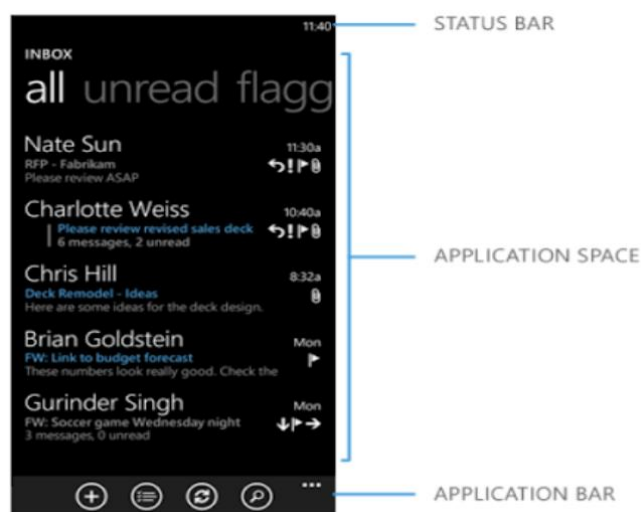 11:40
STATUS BAR
INBOX
all unread flagg
Nate Sun 11:30a
RFP - Fabrikam
Please review ASAP
Charlotte Weiss 10:40a
Please review revised sales deck
6 messages, 2 unread
APPLICATION SPACE
Chris Hill 8:32a
Deck Remodel - Ideas
Here are some ideas for the deck design.
Brian Goldstein Mon
FW: Link to budget forecast
These numbers look really good. Check the
Gurinder Singh Mon
FW: Soccer game Wednesday night
3 messages, 0 unread
...
APPLICATION BAR